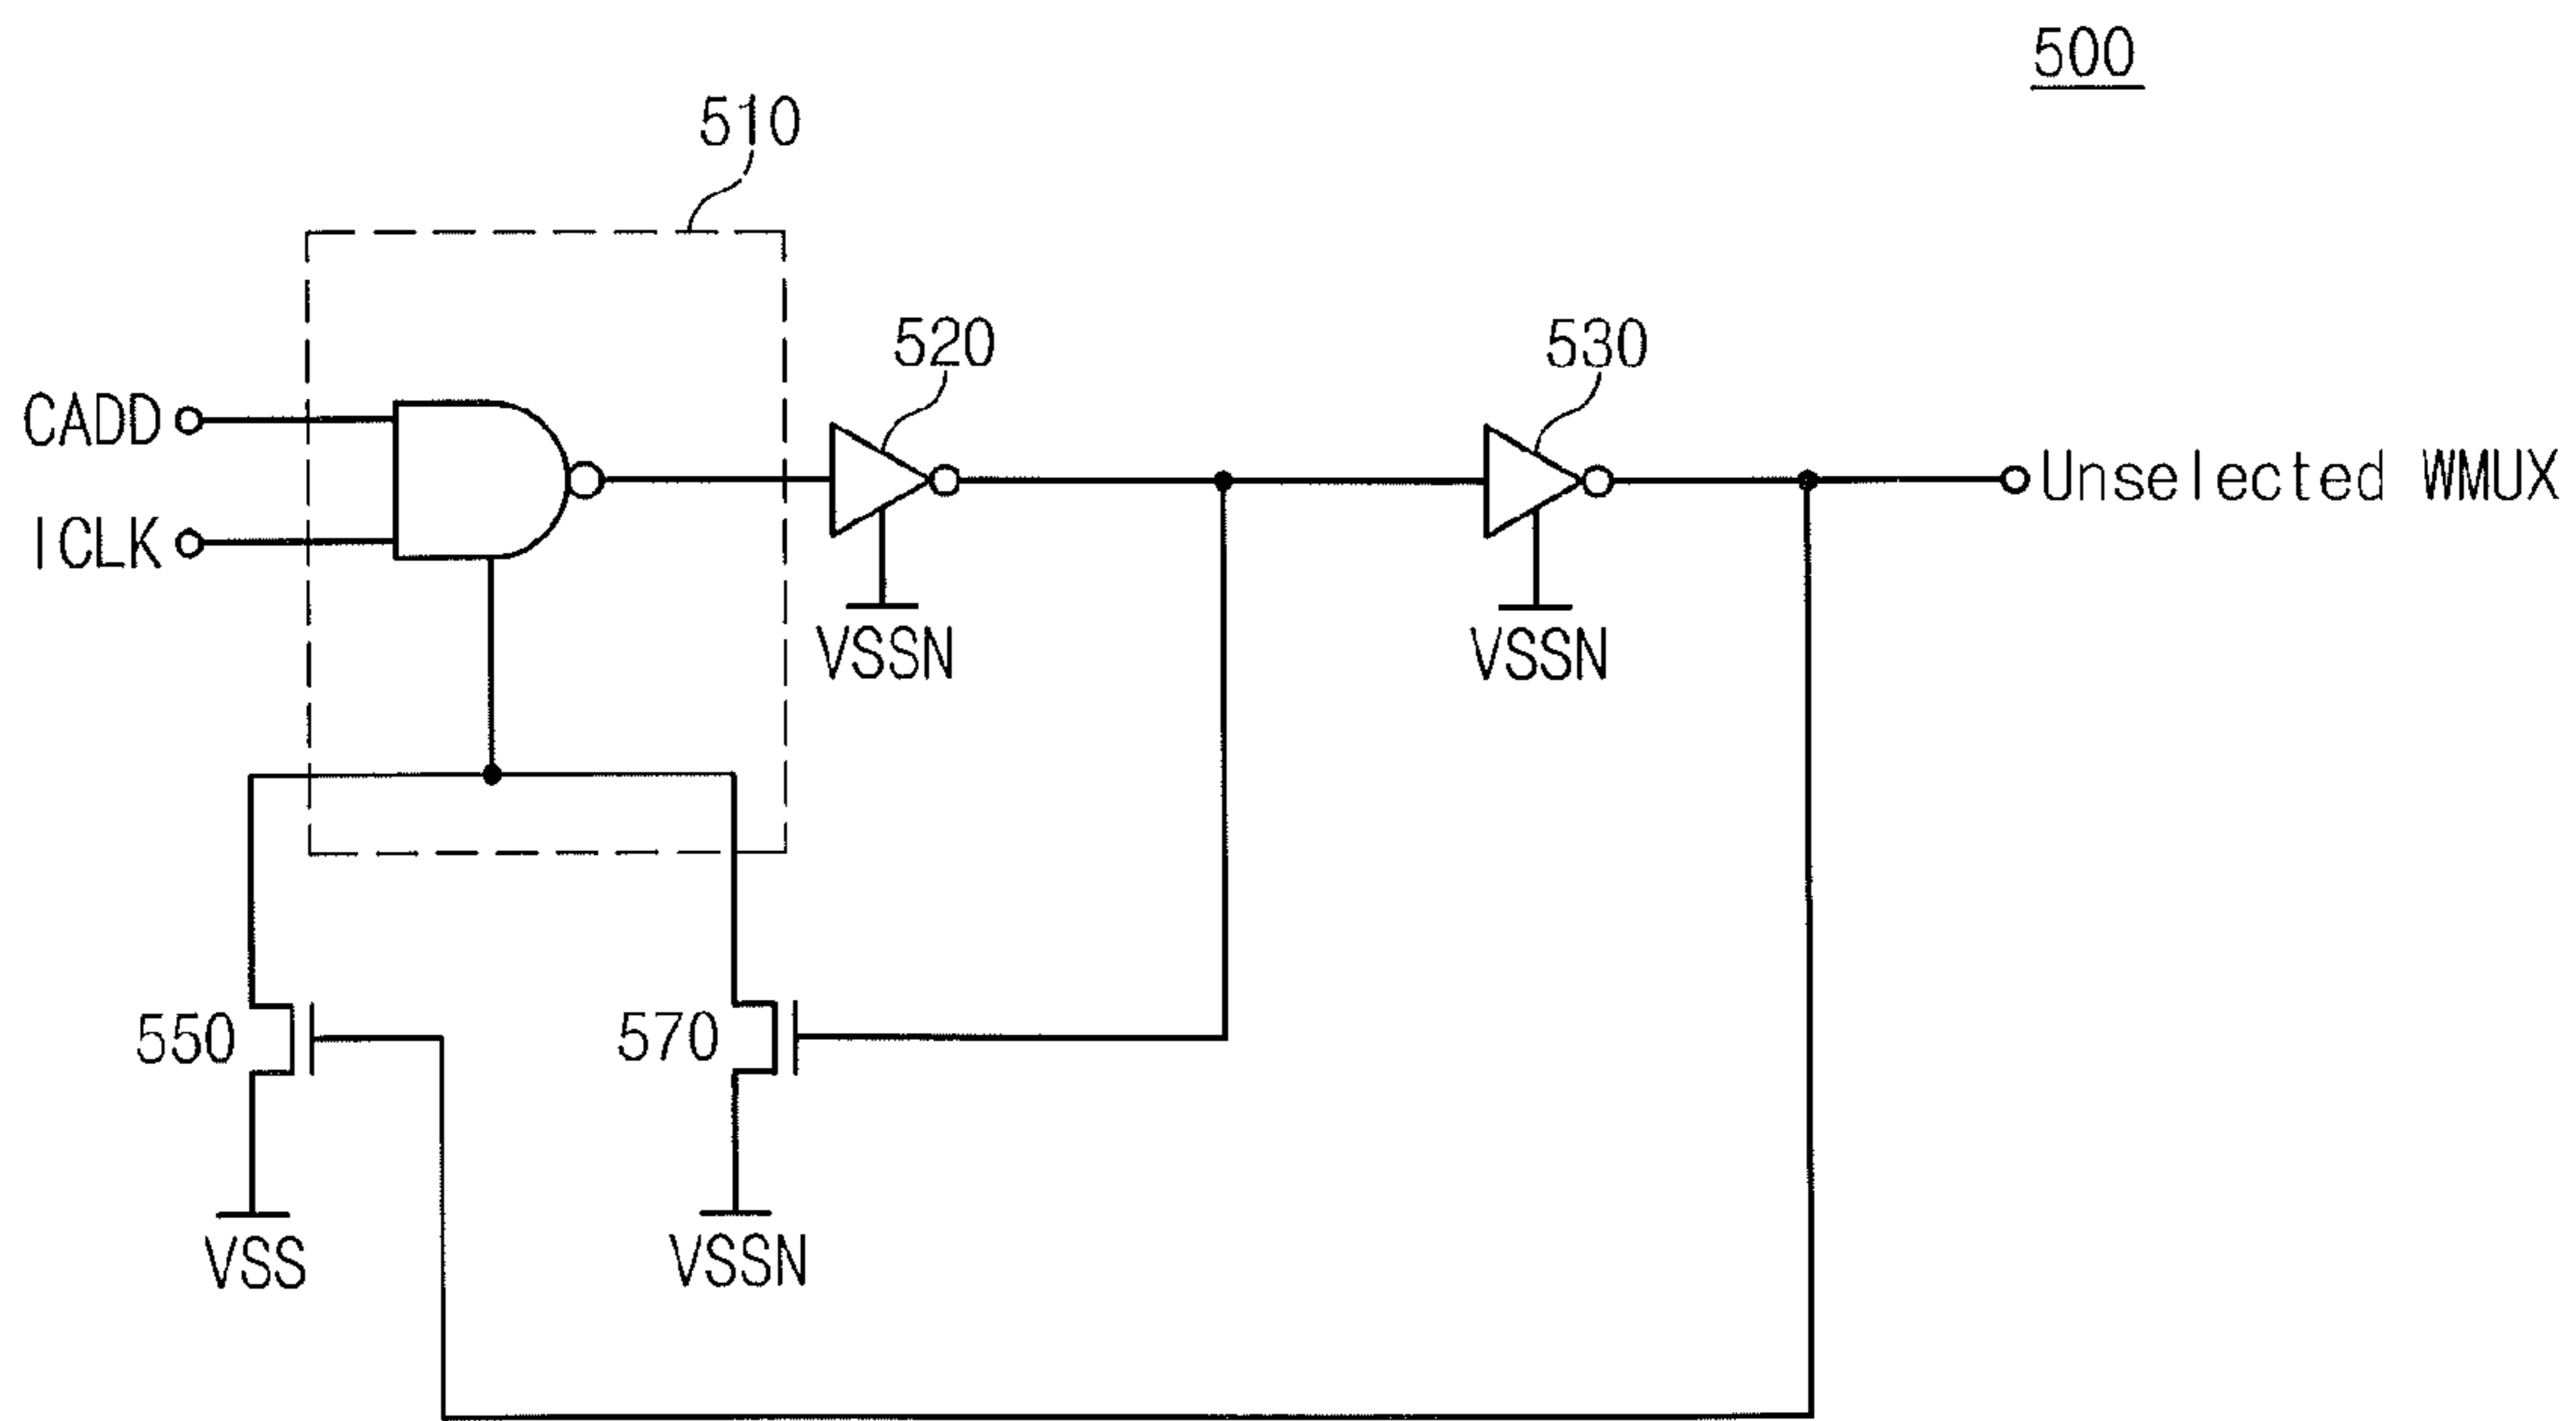 500
510
520
530
CADD
ICLK
Unselected WMUX
VSSN
VSSN
550
570
VSS
VSSN